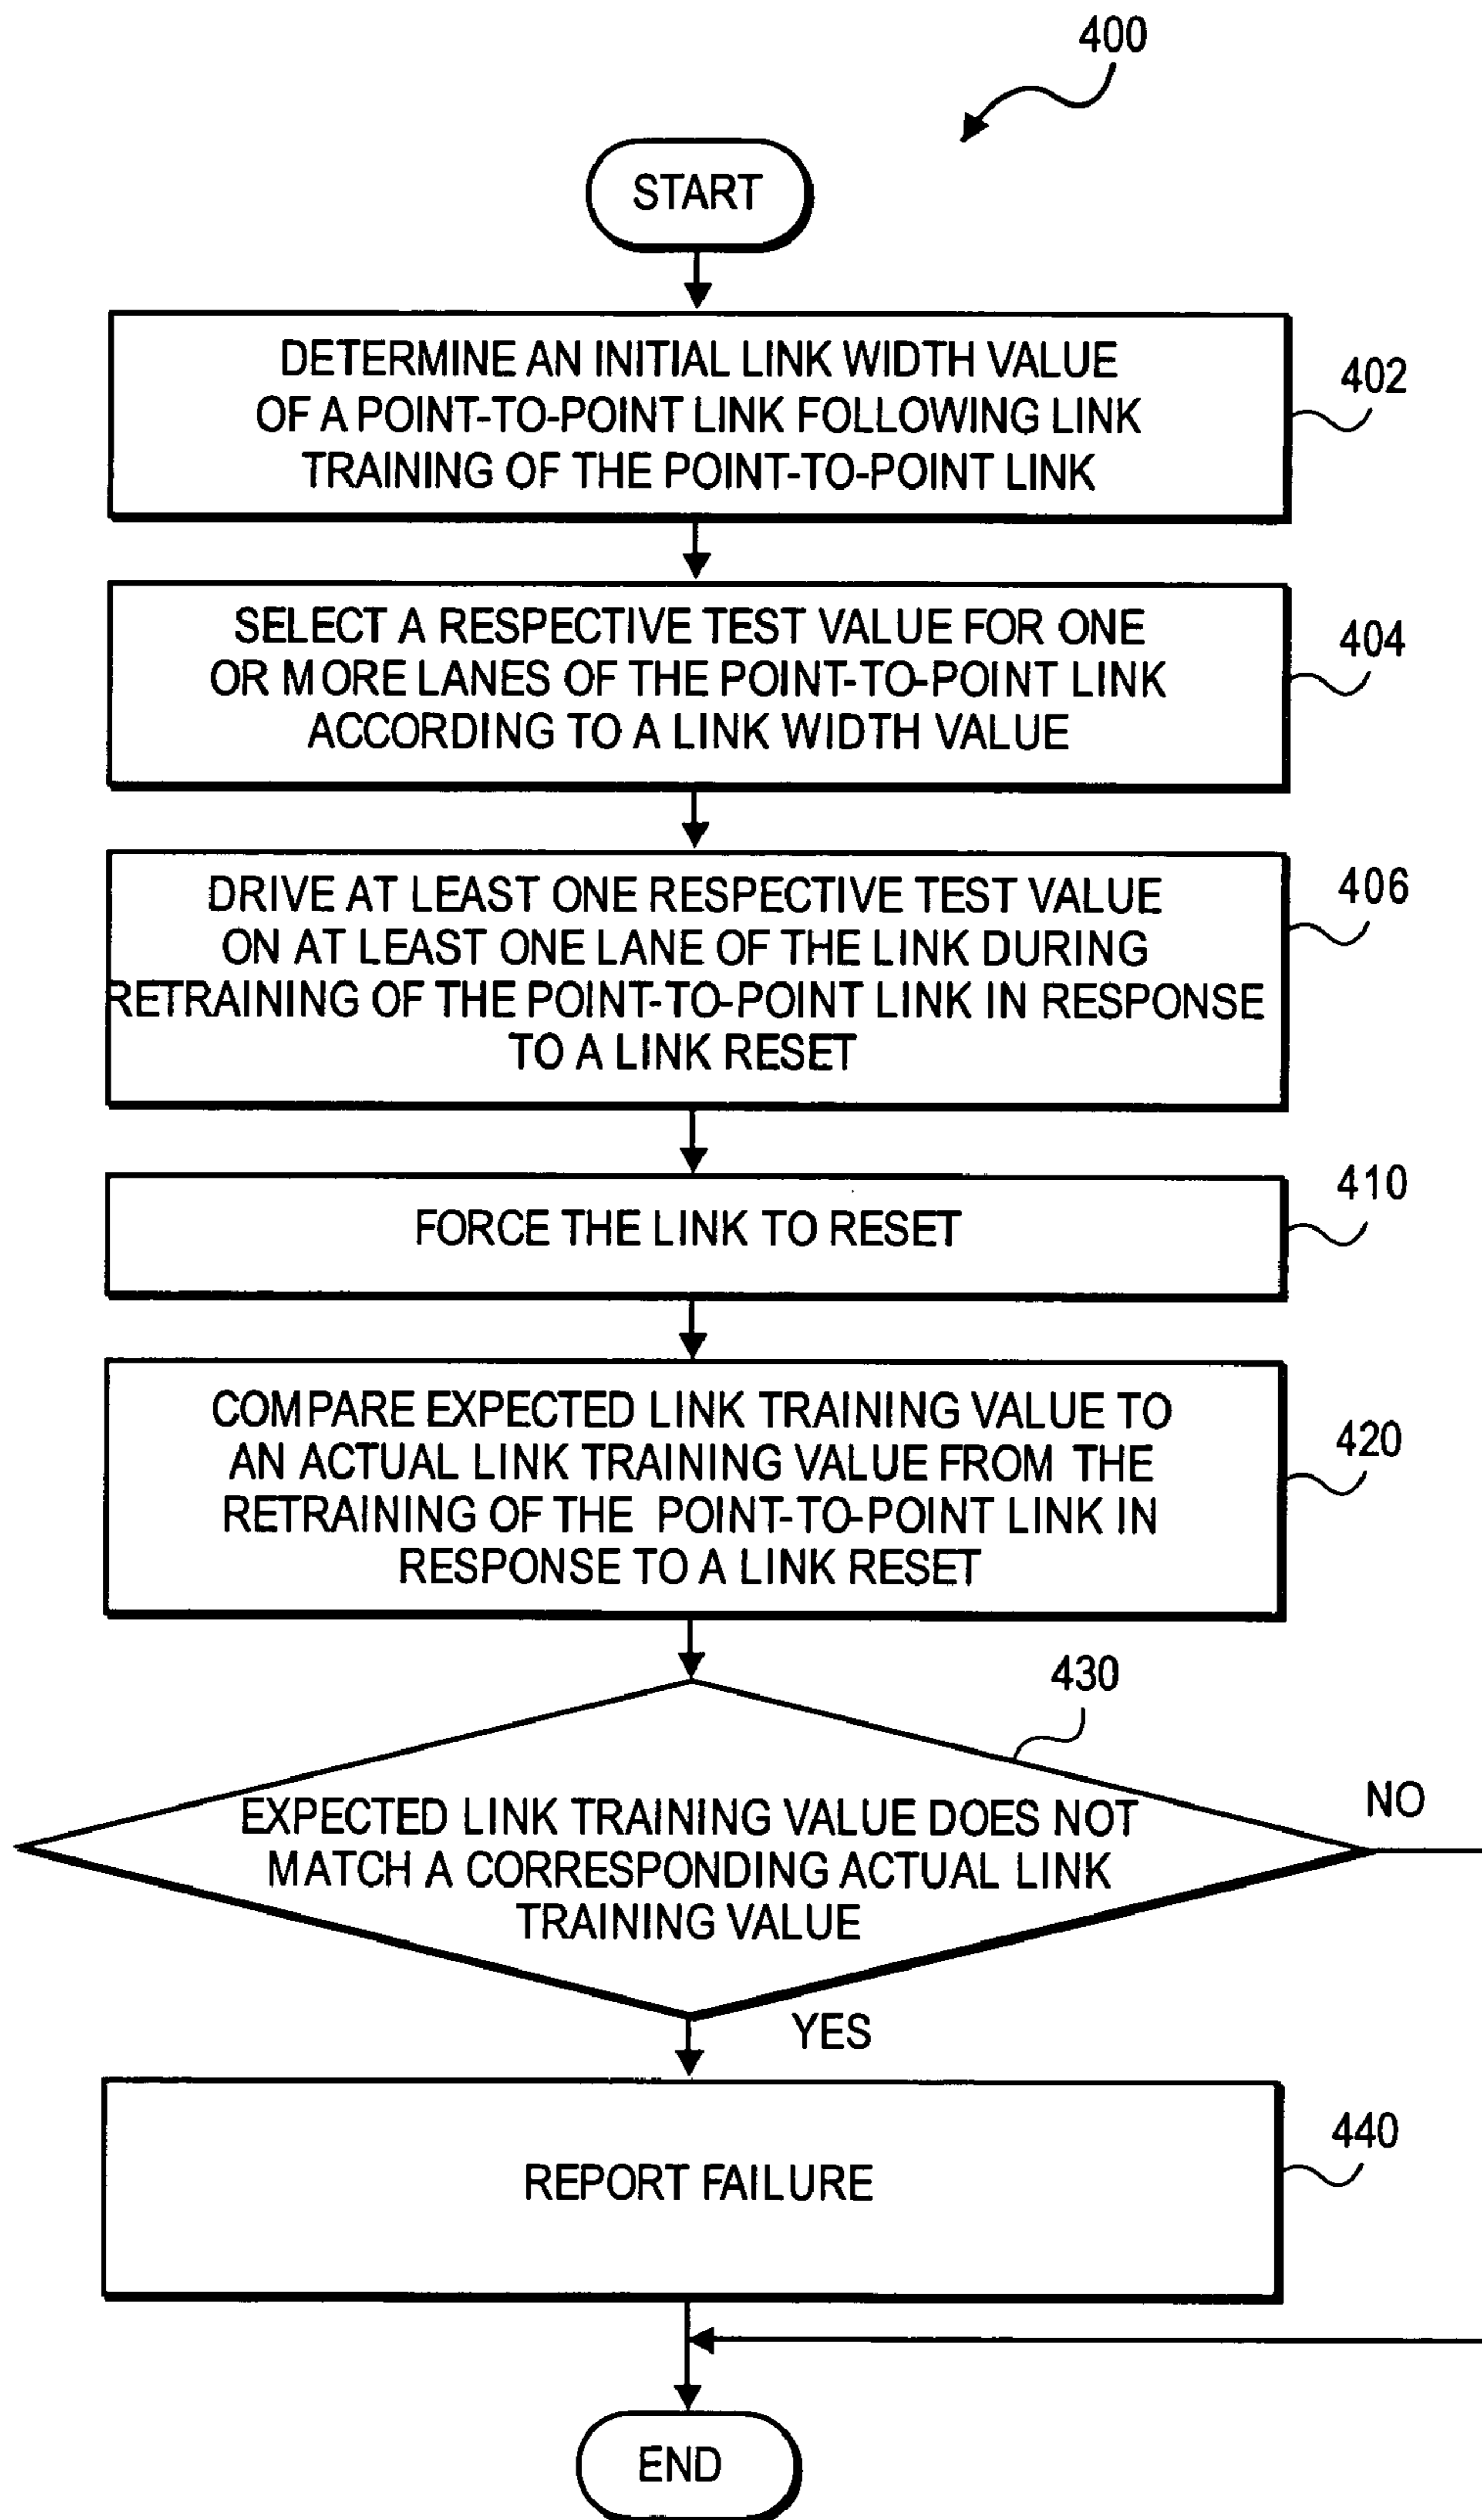 400
START
DETERMINE AN INITIAL LINK WIDTH VALUE
OF A POINT-TO-POINT LINK FOLLOWING LINK
TRAINING OF THE POINT-TO-POINT LINK
402
SELECT A RESPECTIVE TEST VALUE FOR ONE
OR MORE LANES OF THE POINT-TO-POINT LINK
ACCORDING TO A LINK WIDTH VALUE
404
DRIVE AT LEAST ONE RESPECTIVE TEST VALUE
ON AT LEAST ONE LANE OF THE LINK DURING
RETRAINING OF THE POINT-TO-POINT LINK IN RESPONSE
TO A LINK RESET
406
FORCE THE LINK TO RESET
410
COMPARE EXPECTED LINK TRAINING VALUE TO
AN ACTUAL LINK TRAINING VALUE FROM THE
RETRAINING OF THE POINT-TO-POINT LINK IN
RESPONSE TO A LINK RESET
420
430
EXPECTED LINK TRAINING VALUE DOES NOT
MATCH A CORRESPONDING ACTUAL LINK
TRAINING VALUE
NO
YES
REPORT FAILURE
440
END